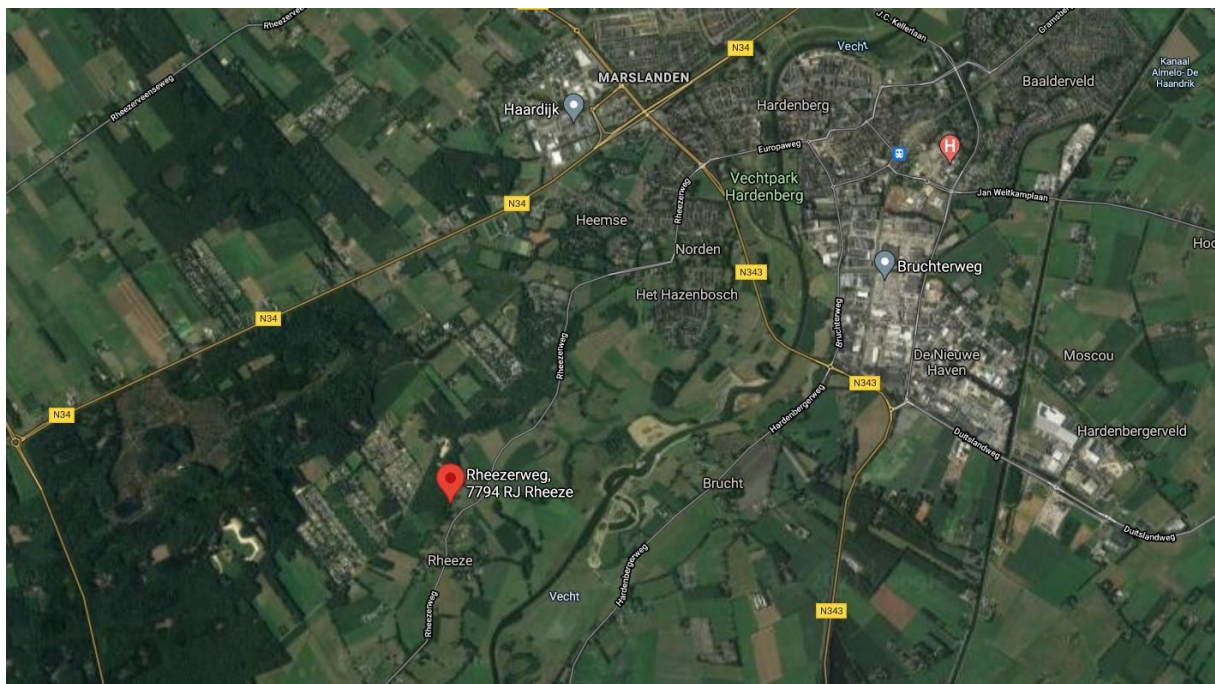 Rheezerveenseweg
Rheezerveenseweg
N34
MARSLANDEN
Haardijk
N34
N34
N34
Heemse
Norden
Het Hazenbosch
Rheezerweg
Rheezerweg
Europaweg
Vechtpark
Hardenberg
Hardenberg
Vecht
J.C. Kellerlaan
Baalderveld
Kanaal
Almelo- De
Haandrik
H
Jan Weitkamplaan
Bruchterweg
Bruchterweg
N343
De Nieuwe
Haven
Moscou
N343
Hardenbergerveld
Hardenbergerweg
Duitslandweg
Duitslandweg
Rheezerweg,
7794 RJ Rheeze
Brucht
Rheeze
Rheezerweg
Vecht
Hardenbergerweg
N343